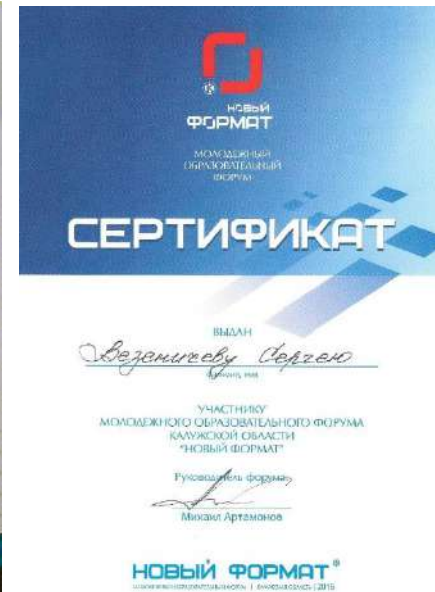 НОВЫЙ
ФОРМАТ
МОЛОДЕЖНЫЙ
ОБРАЗОВАТЕЛЬНЫЙ
ФОРУМ
СЕРТИФИКАТ
ВЫДАН
Сергею
УЧАСТНИКУ
МОЛОДЕЖНОГО ОБРАЗОВАТЕЛЬНОГО ФОРУМА
КАЛУЖСКОЙ ОБЛАСТИ
"НОВЫЙ ФОРМАТ"
Руководитель форума
Михаил Артамонов
НОВЫЙ ФОРМАТ®